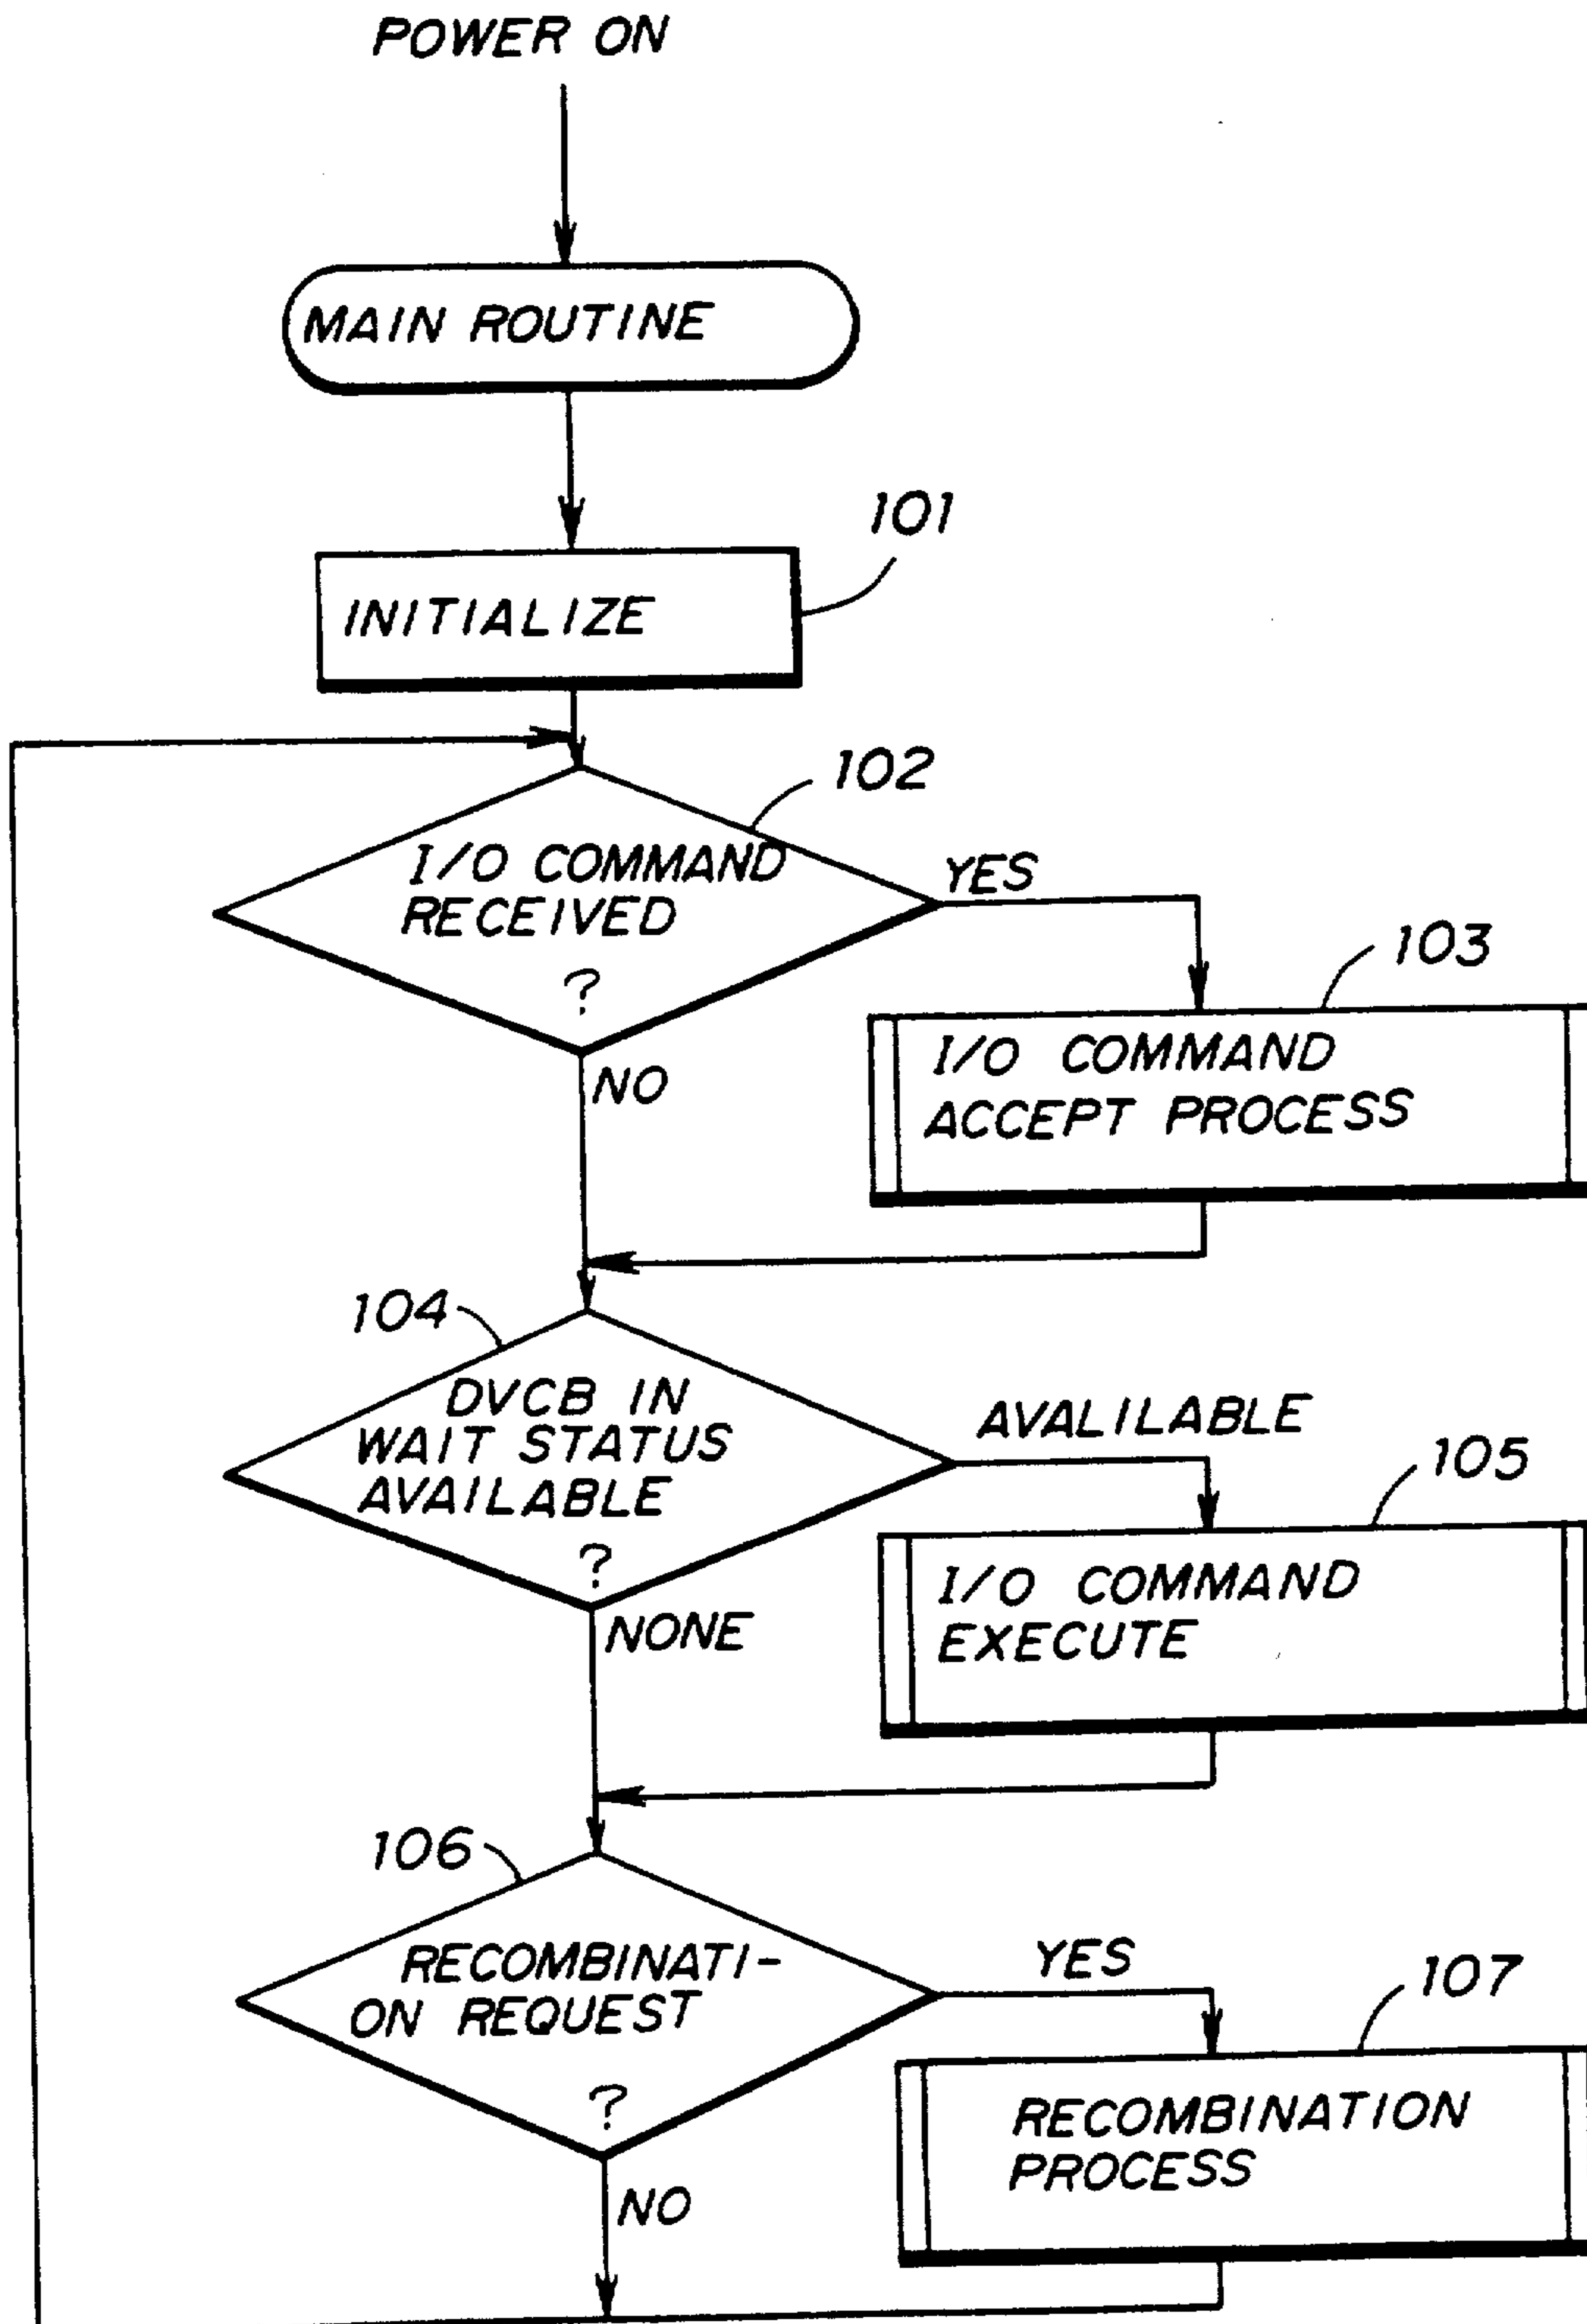 POWER ON
MAIN ROUTINE
101
INITIALIZE
102
I/O COMMAND
RECEIVED
?
YES
NO
103
I/O COMMAND
ACCEPT PROCESS
104
DVCB IN
WAIT STATUS
AVAILABLE
?
AVALILABLE
NONE
105
I/O COMMAND
EXECUTE
106
RECOMBINATI-
ON REQUEST
?
YES
NO
107
RECOMBINATION
PROCESS